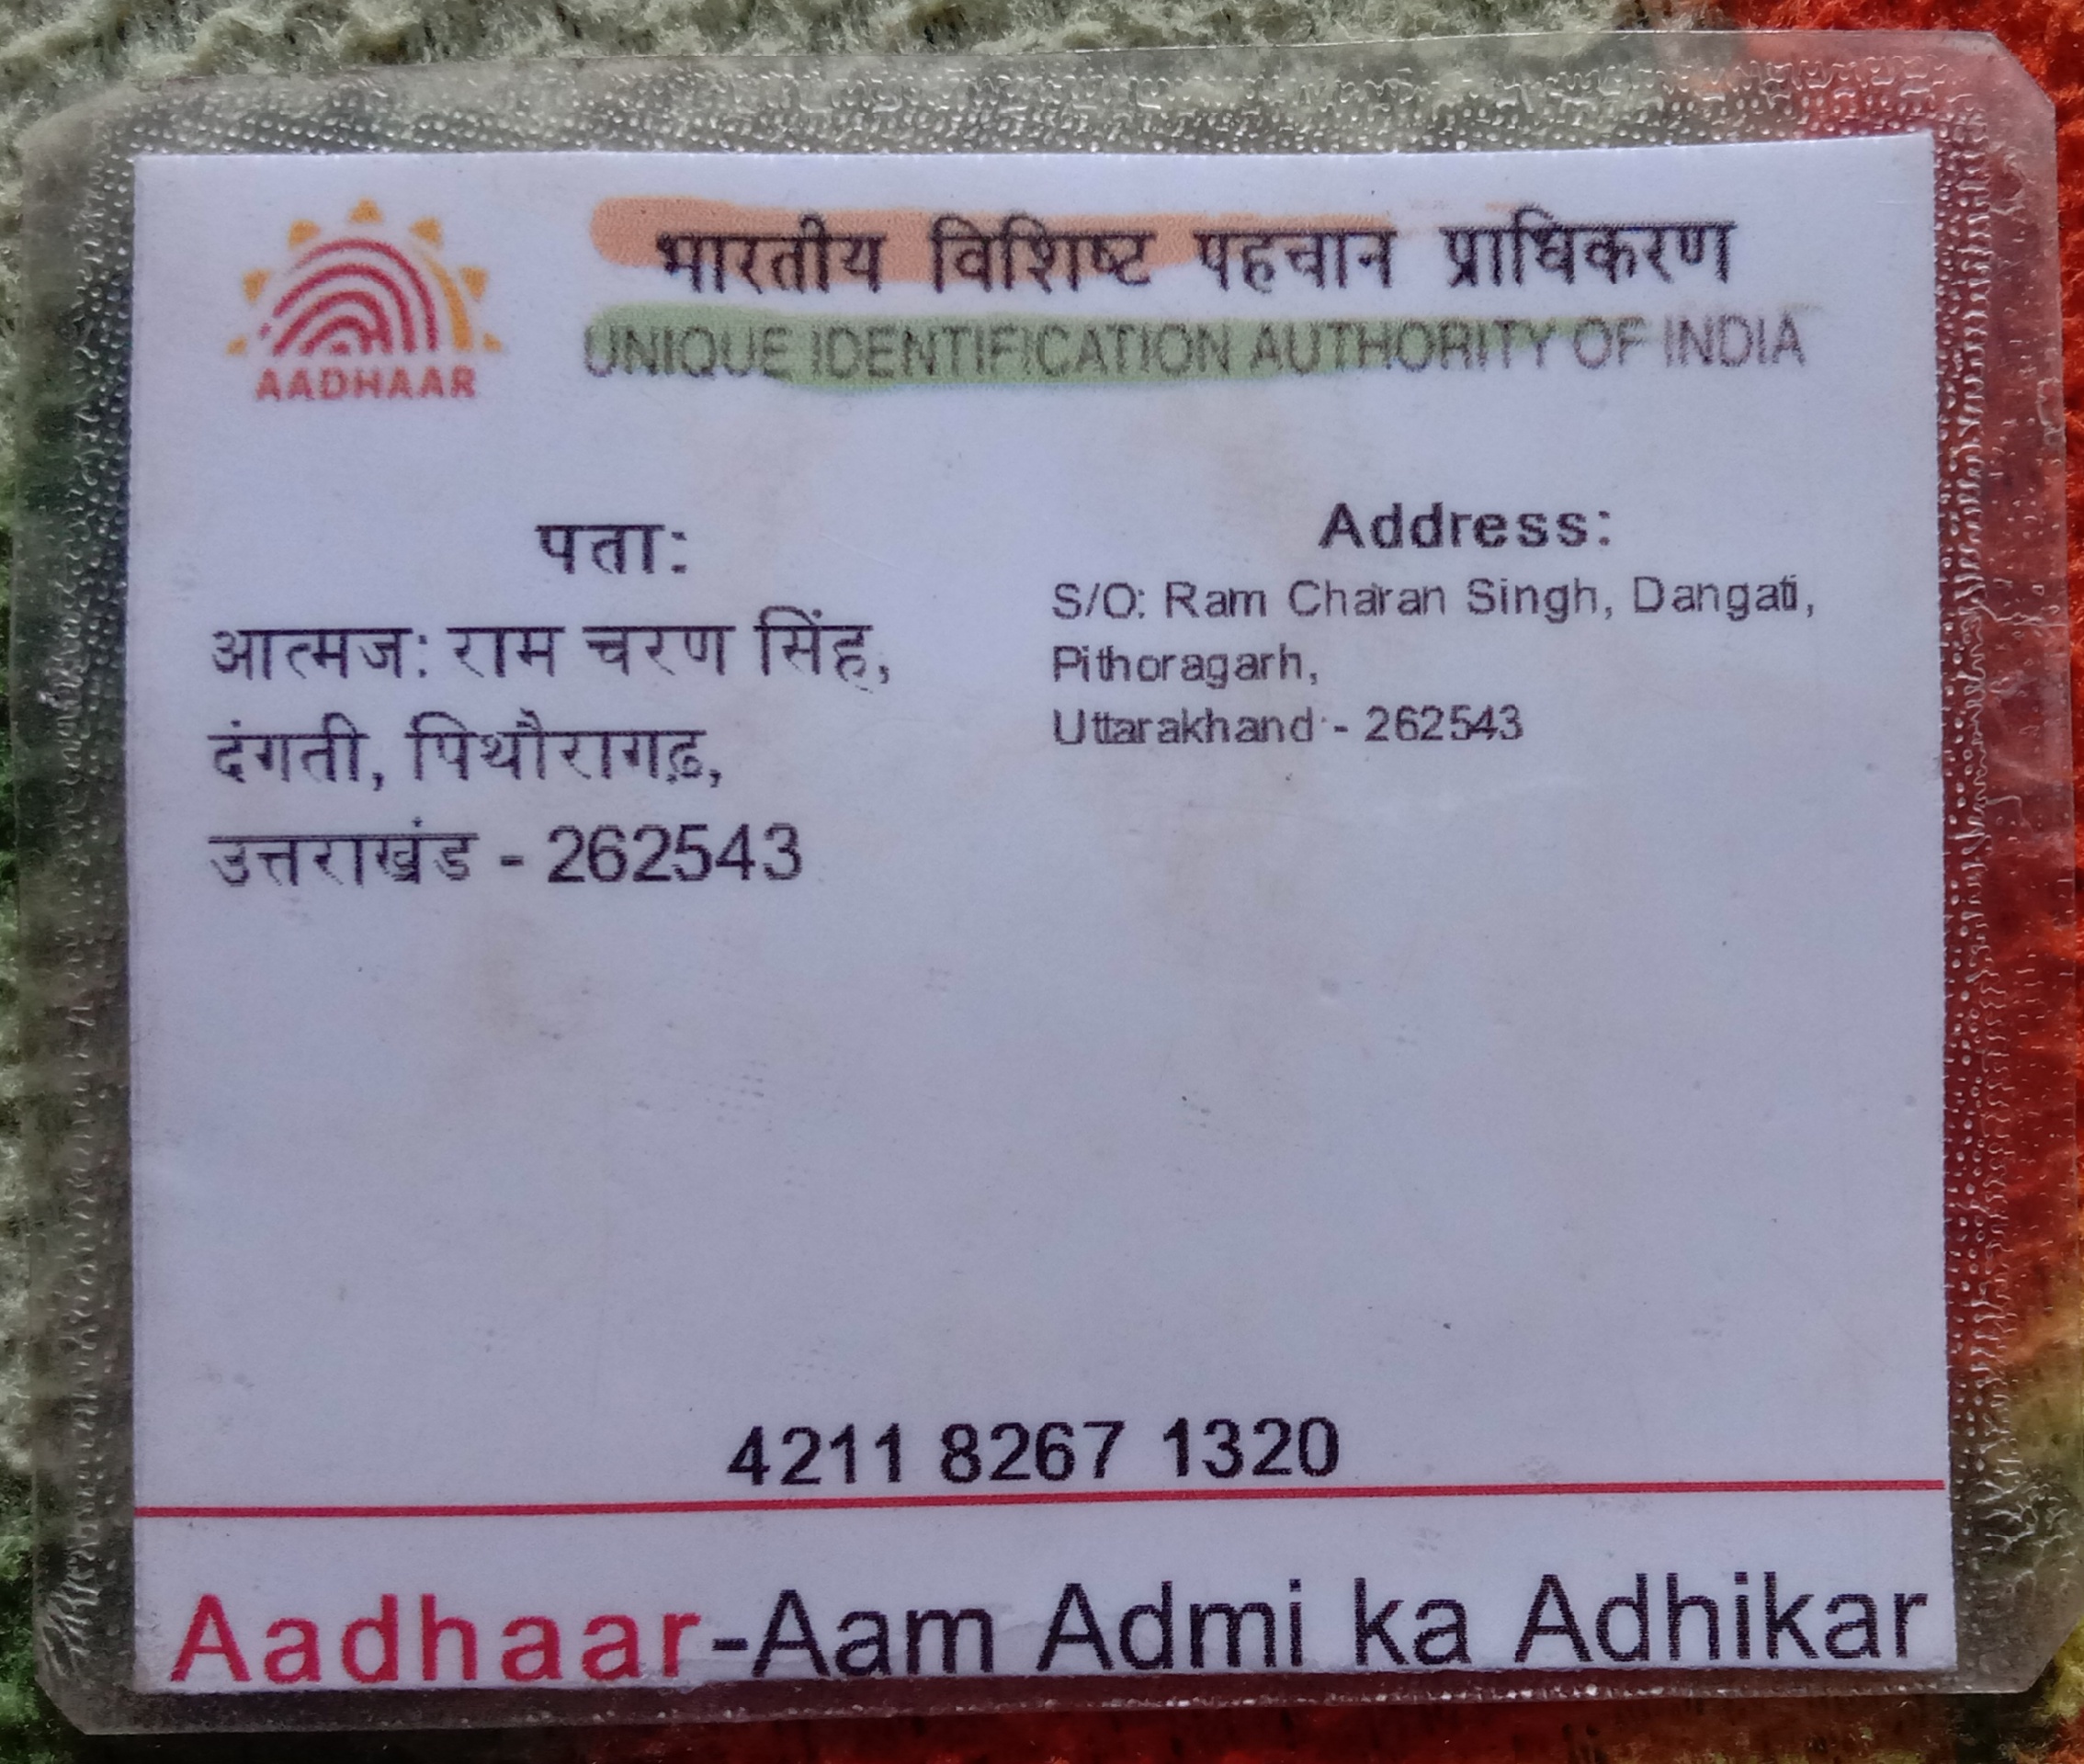 भारतीय विशिष्ट पहचान प्राधिकरण
UNIQUE IDENTIFICATION AUTHORITY OF INDIA
AADHAAR
पता:
आत्मज: राम चरण सिंह,
दंगती, पिथौरागढ़,
उत्तराखंड - 262543
Address:
S/O: Ram Charan Singh, Dangati,
Pithoragarh,
Uttarakhand - 262543
4211 8267 1320
Aadhaar-Aam Admi ka Adhikar